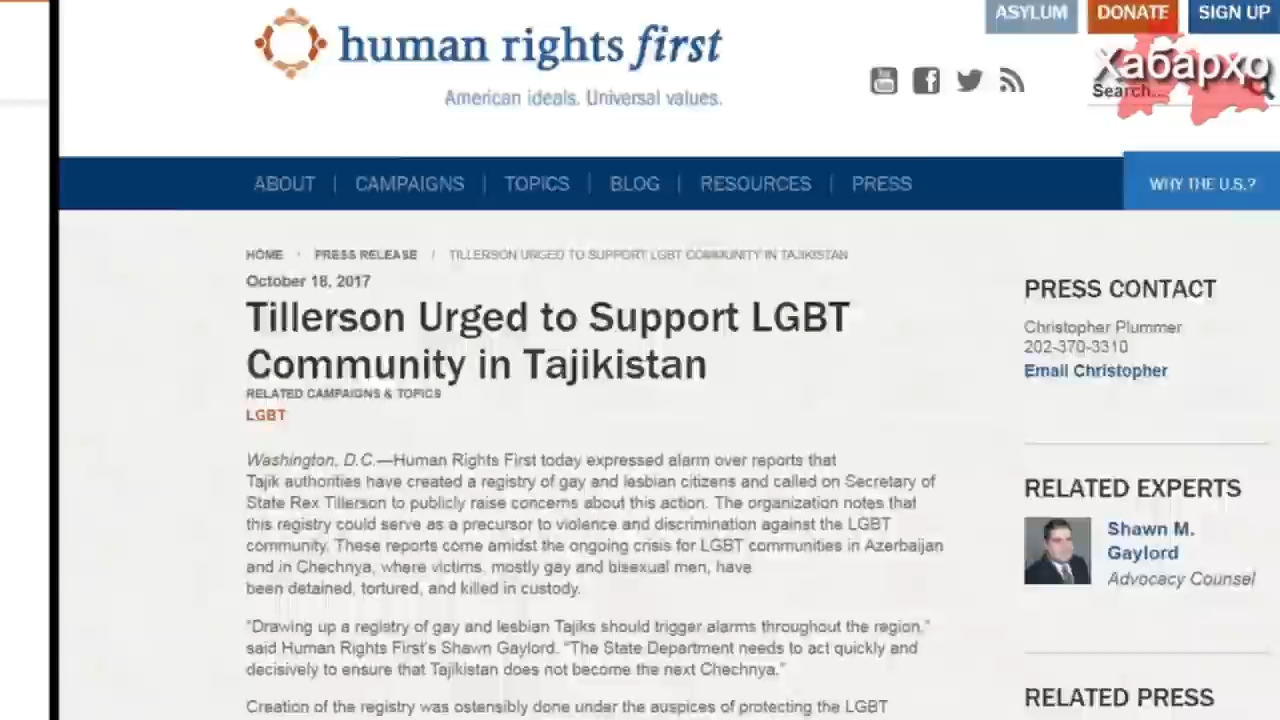 human rights first
American ideals. Universal values.
ASYLUM
DONATE
SIGN UP
Хабарҳо
Search...
ABOUT | CAMPAIGNS | TOPICS | BLOG | RESOURCES | PRESS
WHY THE U.S.?
HOME / PRESS RELEASE / TILLERSON URGED TO SUPPORT LGBT COMMUNITY IN TAJIKISTAN
October 18, 2017
Tillerson Urged to Support LGBT
Community in Tajikistan
RELATED CAMPAIGNS & TOPICS
LGBT
Washington, D.C.—Human Rights First today expressed alarm over reports that
Tajik authorities have created a registry of gay and lesbian citizens and called on Secretary of
State Rex Tillerson to publicly raise concerns about this action. The organization notes that
this registry could serve as a precursor to violence and discrimination against the LGBT
community. These reports come amidst the ongoing crisis for LGBT communities in Azerbaijan
and in Chechnya, where victims, mostly gay and bisexual men, have
been detained, tortured, and killed in custody.
"Drawing up a registry of gay and lesbian Tajiks should trigger alarms throughout the region,"
said Human Rights First's Shawn Gaylord. "The State Department needs to act quickly and
decisively to ensure that Tajikistan does not become the next Chechnya."
Creation of the registry was ostensibly done under the auspices of protecting the LGBT
PRESS CONTACT
Christopher Plummer
202-370-3310
Email Christopher
RELATED EXPERTS
Shawn M.
Gaylord
Advocacy Counsel
RELATED PRESS